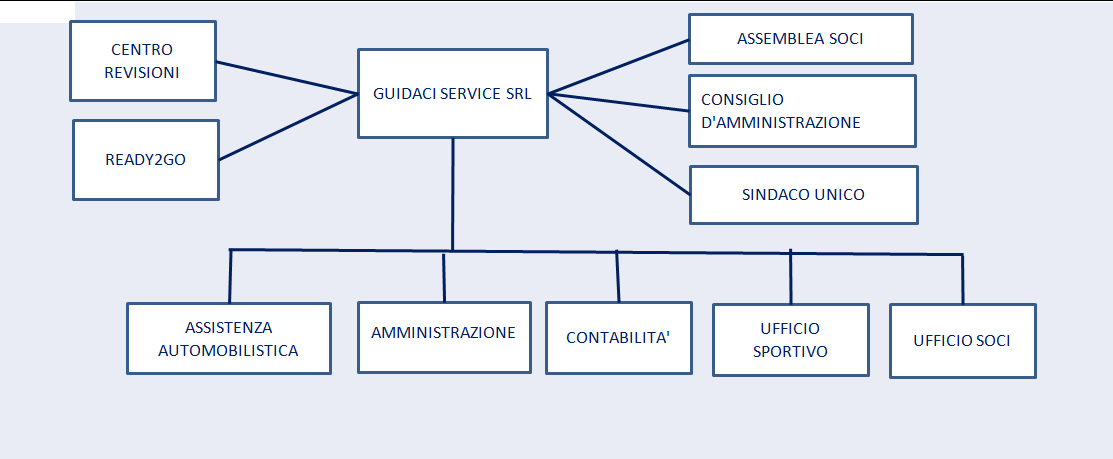 CENTRO
REVISIONI
READY2GO
GUIDACI SERVICE SRL
ASSEMBLEA SOCI
CONSIGLIO
D'AMMINISTRAZIONE
SINDACO UNICO
ASSISTENZA
AUTOMOBILISTICA
AMMINISTRAZIONE
CONTABILITA'
UFFICIO
SPORTIVO
UFFICIO SOCI